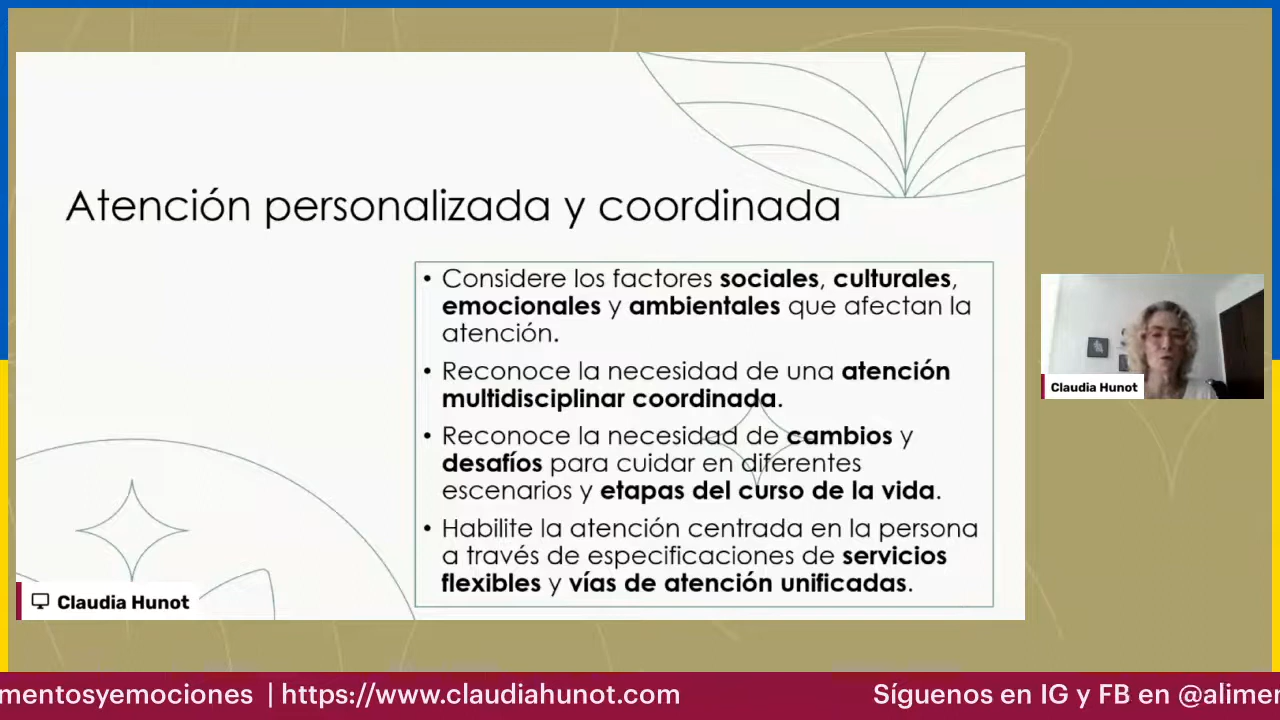 Atención personalizada y coordinada
• Considere los factores sociales, culturales,
emocionales y ambientales que afectan la
atención.
• Reconoce la necesidad de una atención
multidisciplinar coordinada.
• Reconoce la necesidad de cambios y
desafíos para cuidar en diferentes
escenarios y etapas del curso de la vida.
• Habilite la atención centrada en la persona
a través de especificaciones de servicios
flexibles y vías de atención unificadas.
Claudia Hunot
Claudia Hunot
mentosyemociones | https://www.claudiahunot.com Síguenos en IG y FB en @alimen